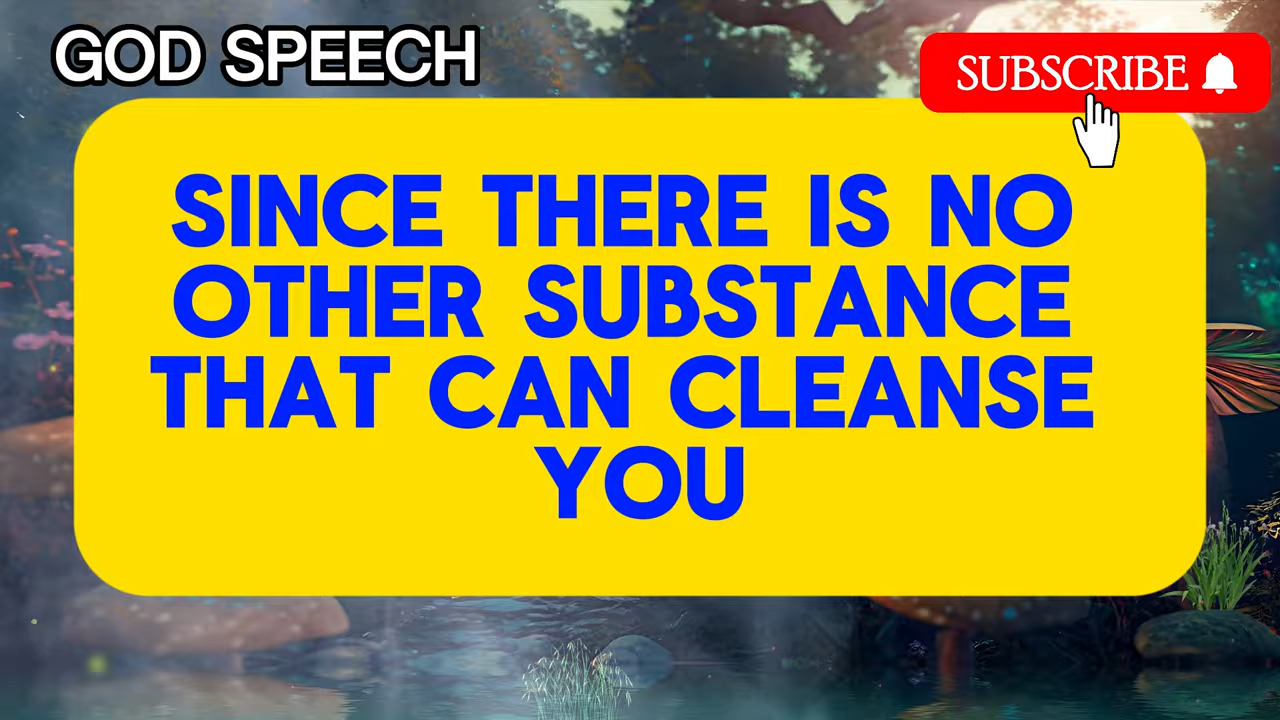 GOD SPEECH
SUBSCRIBE
SINCE THERE IS NO
OTHER SUBSTANCE
THAT CAN CLEANSE
YOU